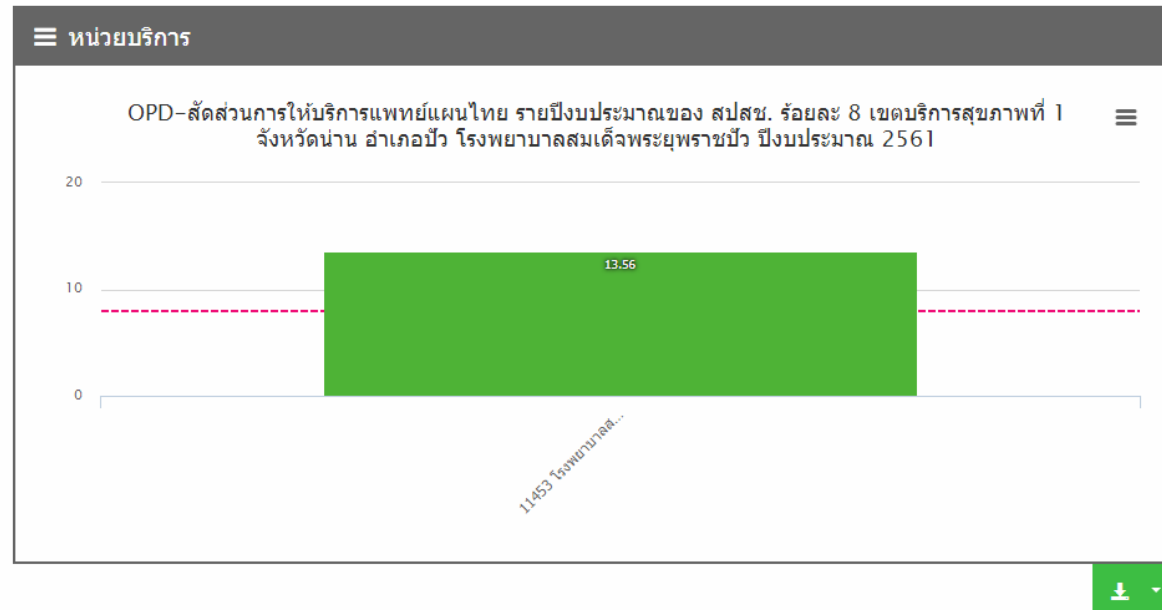 หน่วยบริการ
OPD-สัดส่วนการให้บริการแพทย์แผนไทย รายปีงบประมาณของ สปสช. ร้อยละ 8 เขตบริการสุขภาพที่ 1
จังหวัดน่าน อำเภอปัว โรงพยาบาลสมเด็จพระยุพราชปัว ปีงบประมาณ 2561
20
13.56
10
0
11453 โรงพยาบาลส...